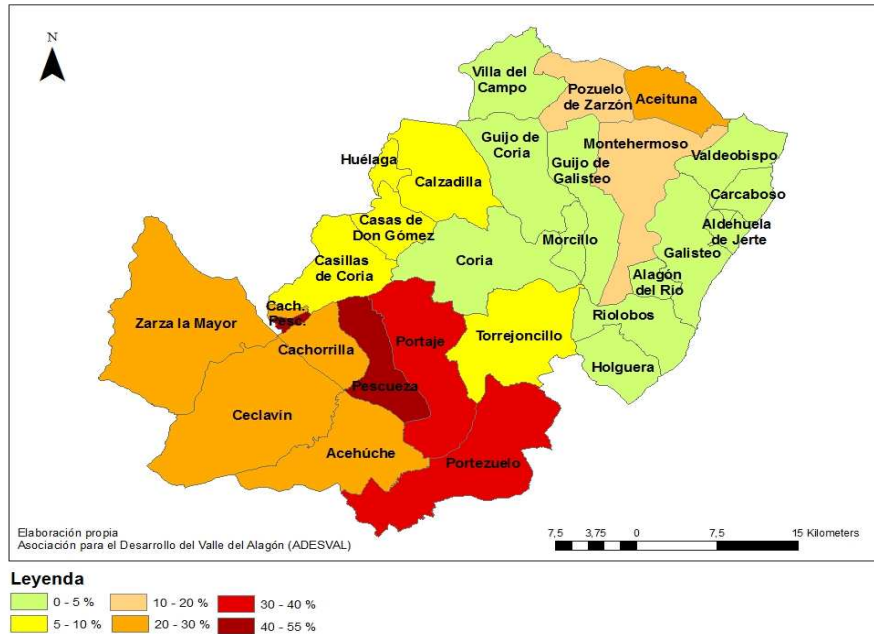 N
Villa del
Campo
Pozuelo
de Zarzón
Aceituna
Guijo de
Coria
Montehermoso
Guijo de
Galisteo
Valdeobispo
Huélaga
Calzadilla
Carcaboso
Casas de
Don Gómez
Aldehuela
de Jerte
Morcillo
Coria
Galisteo
Casillas
de Coria
Alagón
del Río
Cach.
Pesc.
Riolobos
Zarza la Mayor
Cachorrilla
Portaje
Torrejoncillo
Holguera
Pescueza
Ceclavín
Acehúche
Portezuelo
Elaboración propia
Asociación para el Desarrollo del Valle del Alagón (ADESVAL)
7,5 3,75 0 7,5 15 Kilometers
Leyenda
0 - 5 % 10 - 20 % 30 - 40 %
5 - 10 % 20 - 30 % 40 - 55 %